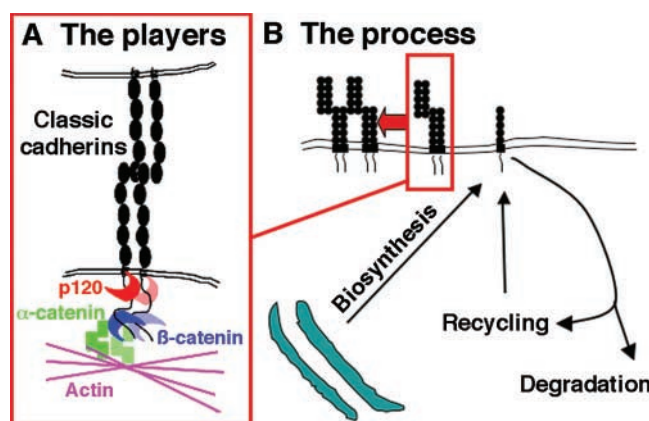 A The players
Classic
cadherins
p120
α-catenin
ß-catenin
Actin
B The process
Biosynthesis
Recycling
Degradation